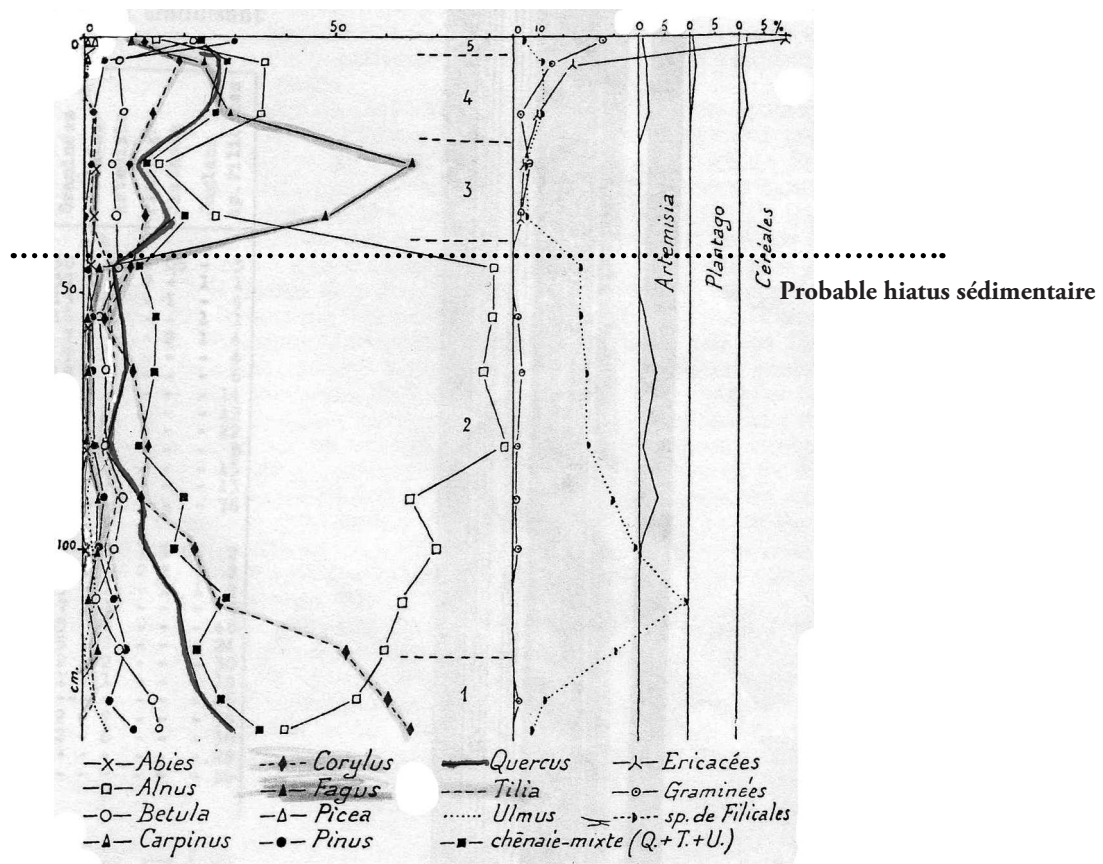 0 50 0 10 0 5 0 5 0 5 %
0
5
4
3
Artemisia
Plantago
Céréales
50
Probable hiatus sédimentaire
2
100
cm.
1
Abies Corylus Quercus Ericacées
Alnus Fagus Tilia Graminées
Betula Picea Ulmus sp. de Filicales
Carpinus Pinus chênaie-mixte (Q.+T.+U.)